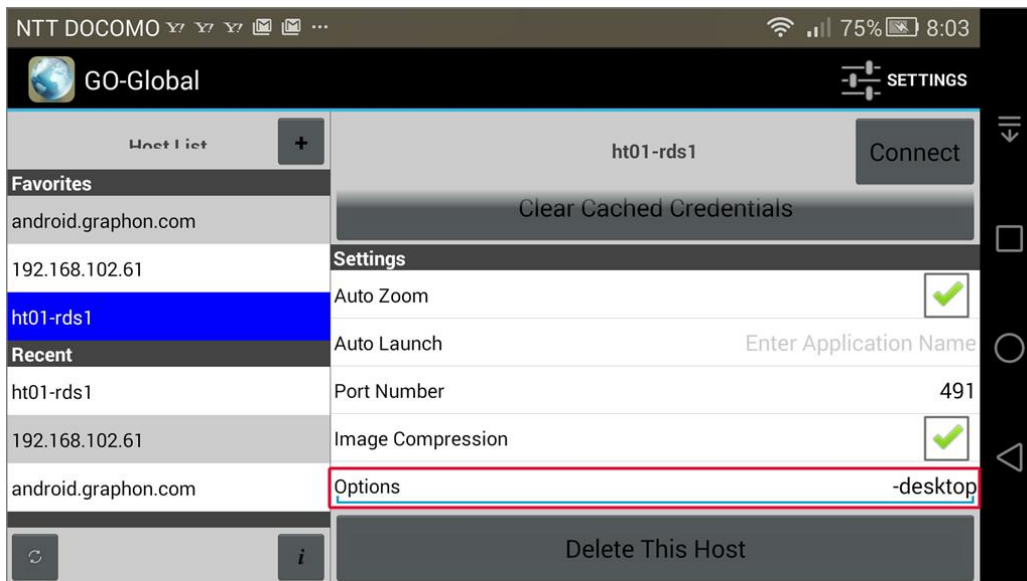 NTT DOCOMO Y? Y? Y? M M ... 75% 8:03
GO-Global
SETTINGS
Host List +
Favorites
android.graphon.com
192.168.102.61
ht01-rds1
Recent
ht01-rds1
192.168.102.61
android.graphon.com
i
ht01-rds1
Connect
Clear Cached Credentials
Settings
Auto Zoom
Auto Launch Enter Application Name
Port Number 491
Image Compression
Options -desktop
Delete This Host